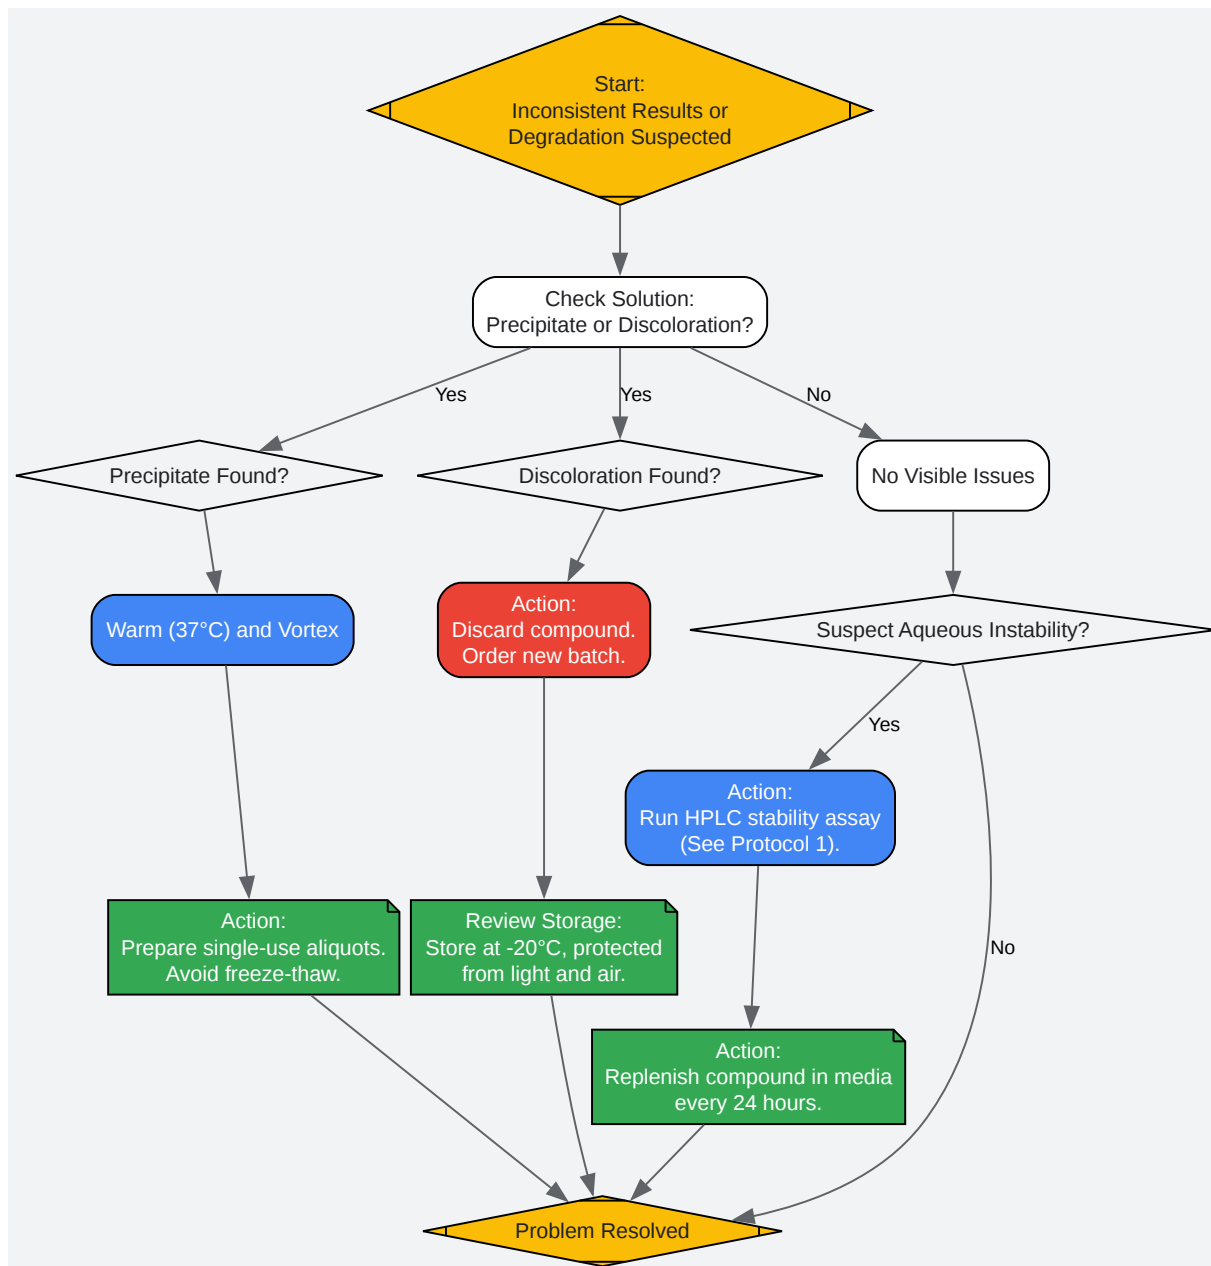 Start:
Inconsistent Results or
Degradation Suspected
Check Solution:
Precipitate or Discoloration?
Yes
Yes
No
Precipitate Found?
Discoloration Found?
No Visible Issues
Warm (37°C) and Vortex
Action:
Discard compound.
Order new batch.
Suspect Aqueous Instability?
Yes
Action:
Run HPLC stability assay
(See Protocol 1).
Action:
Prepare single-use aliquots.
Avoid freeze-thaw.
Review Storage:
Store at -20°C, protected
from light and air.
No
Action:
Replenish compound in media
every 24 hours.
Problem Resolved